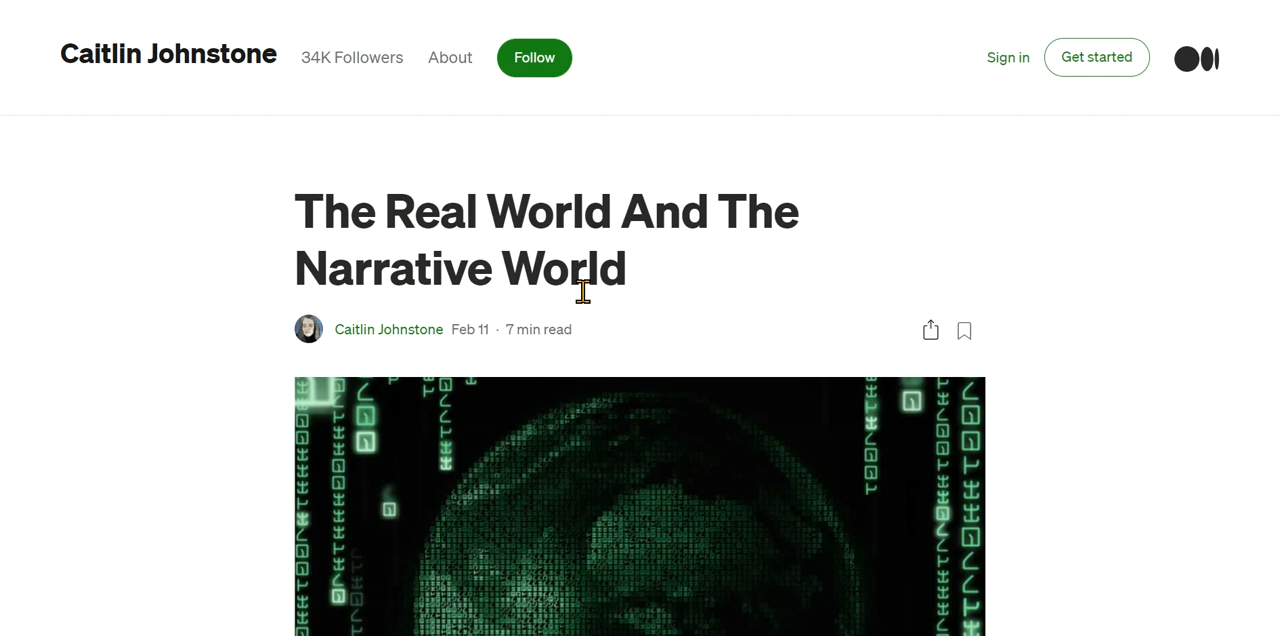 Caitlin Johnstone 34K Followers About Follow Sign in Get started
The Real World And The
Narrative World
Caitlin Johnstone Feb 11 · 7 min read